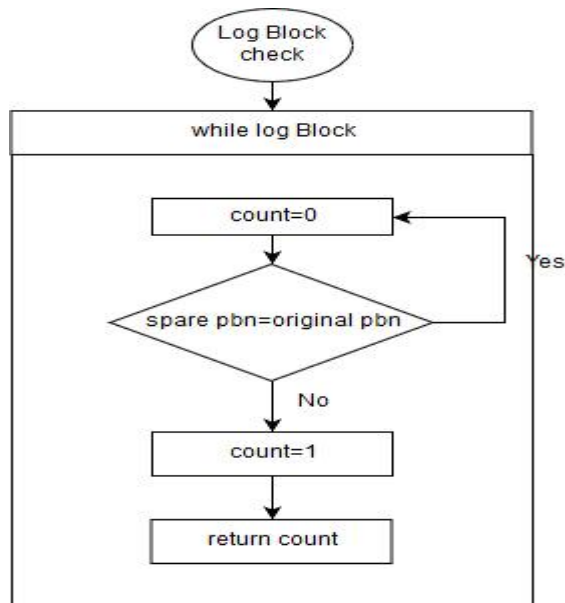 Log Block
check
while log Block
count=0
Yes
spare pbn=original pbn
No
count=1
return count